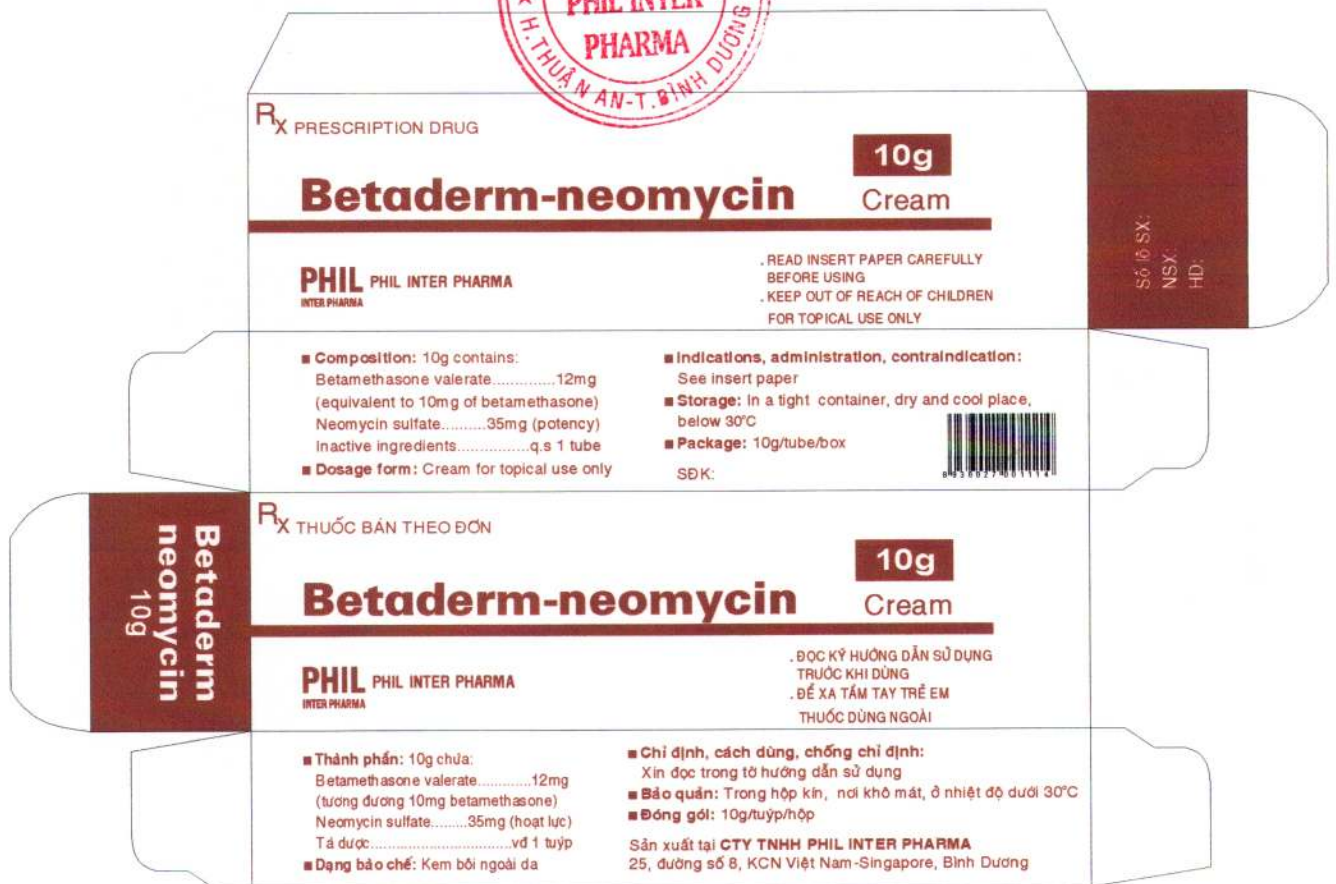 PHIL INTER
PHARMA
H.THUẬN AN-T.BÌNH DƯƠNG
Rx PRESCRIPTION DRUG
10g
Betaderm-neomycin
Cream
PHIL
INTER PHARMA
PHIL INTER PHARMA
. READ INSERT PAPER CAREFULLY
BEFORE USING
. KEEP OUT OF REACH OF CHILDREN
FOR TOPICAL USE ONLY
Số lô SX:
NSX:
HD:
■ Composition: 10g contains:
Betamethasone valerate..............12mg
(equivalent to 10mg of betamethasone)
Neomycin sulfate..........35mg (potency)
Inactive ingredients................q.s 1 tube
■ Dosage form: Cream for topical use only
■ Indications, administration, contraindication:
See insert paper
■ Storage: In a tight container, dry and cool place,
below 30°C
■ Package: 10g/tube/box
SĐK:
8 936027 001114
Betaderm
neomycin
10g
Rx THUỐC BÁN THEO ĐƠN
10g
Betaderm-neomycin
Cream
PHIL
INTER PHARMA
PHIL INTER PHARMA
. ĐỌC KỸ HƯỚNG DẪN SỬ DỤNG
TRƯỚC KHI DÙNG
. ĐỂ XA TẦM TAY TRẺ EM
THUỐC DÙNG NGOÀI
■ Thành phần: 10g chứa:
Betamethasone valerate.............12mg
(tương đương 10mg betamethasone)
Neomycin sulfate.........35mg (hoạt lực)
Tá dược..................................vđ 1 tuýp
■ Dạng bào chế: Kem bôi ngoài da
■ Chỉ định, cách dùng, chống chỉ định:
Xin đọc trong tờ hướng dẫn sử dụng
■ Bảo quản: Trong hộp kín, nơi khô mát, ở nhiệt độ dưới 30°C
■ Đóng gói: 10g/tuýp/hộp
Sản xuất tại CTY TNHH PHIL INTER PHARMA
25, đường số 8, KCN Việt Nam-Singapore, Bình Dương